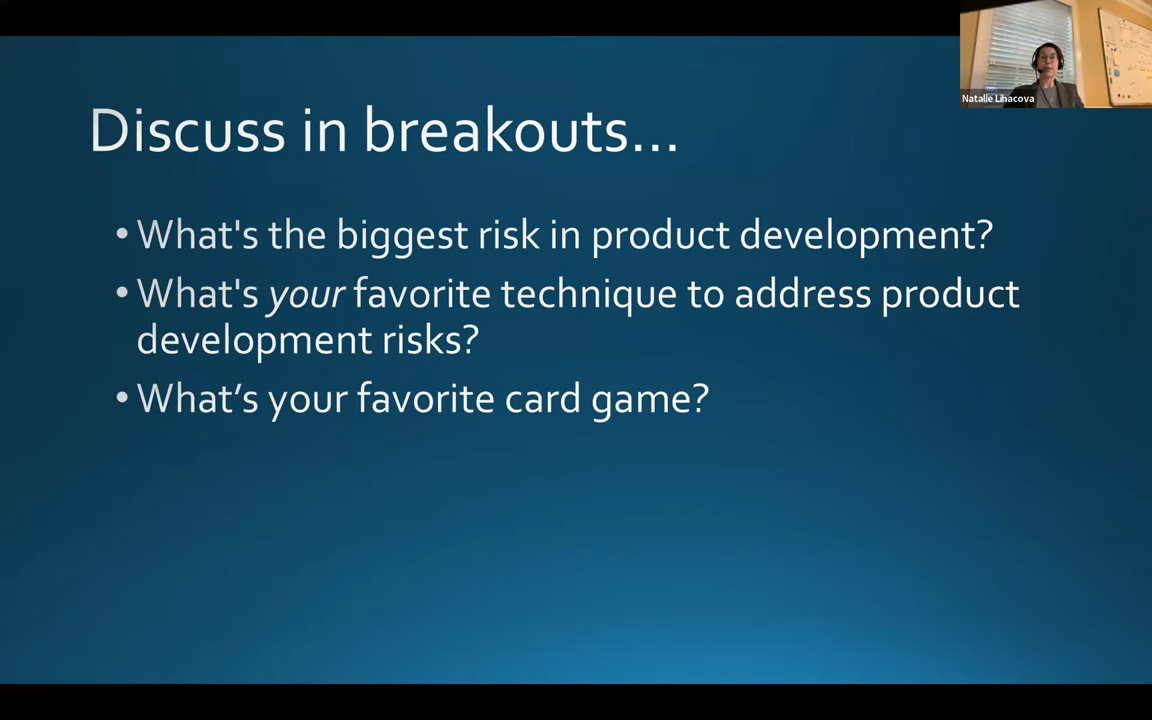 Natalie Lihacova
Discuss in breakouts...
• What's the biggest risk in product development?
• What's your favorite technique to address product
development risks?
• What’s your favorite card game?